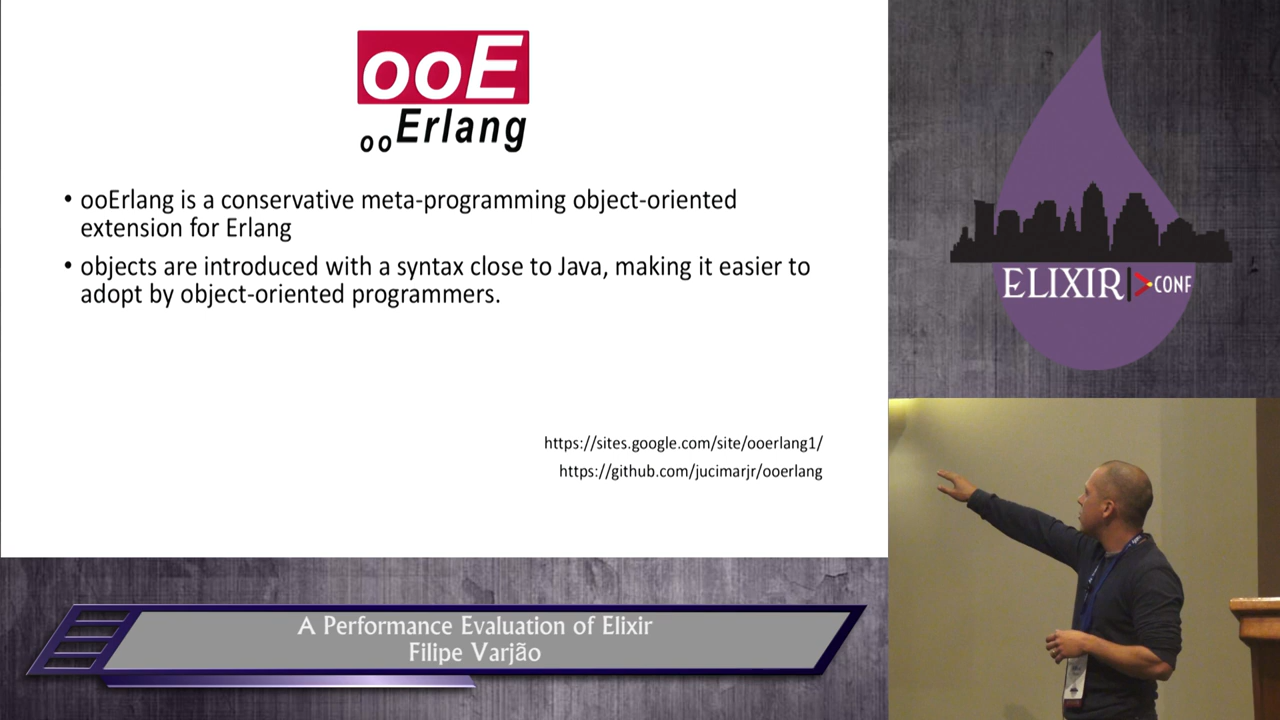 ooE
ooErlang
• ooErlang is a conservative meta-programming object-oriented
extension for Erlang
• objects are introduced with a syntax close to Java, making it easier to
adopt by object-oriented programmers.
https://sites.google.com/site/ooerlang1/
https://github.com/jucimarjr/ooerlang
ELIXIR
CONF
A Performance Evaluation of Elixir
Filipe Varjão